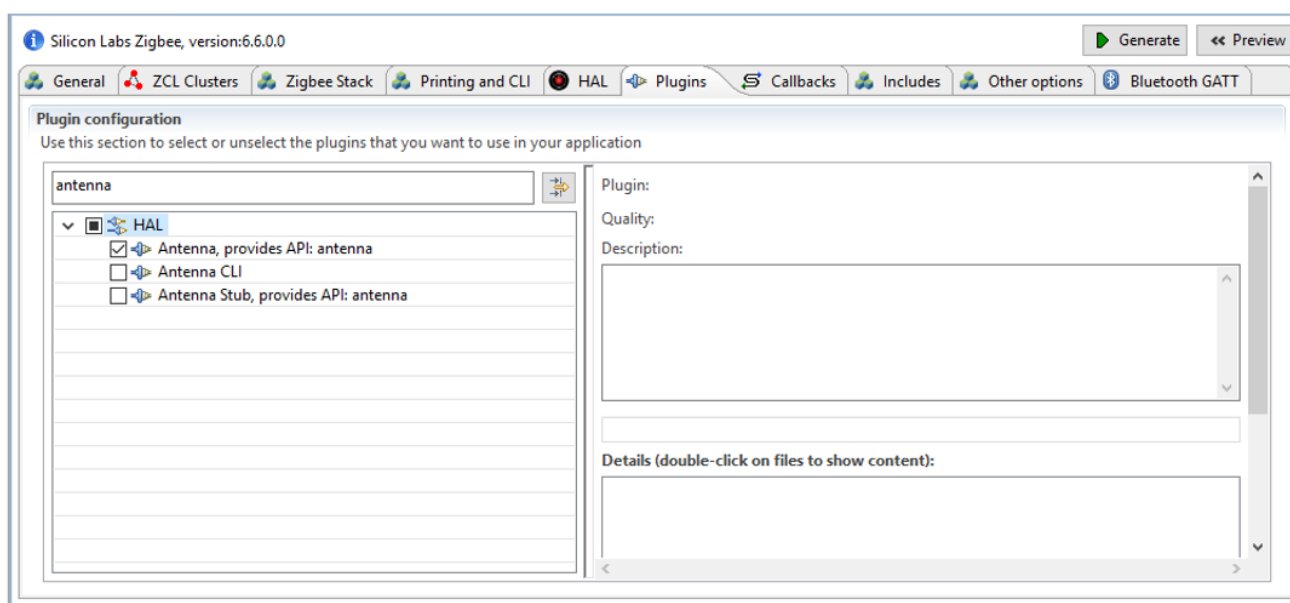 Silicon Labs Zigbee, version:6.6.0.0
Generate
Preview
General
ZCL Clusters
Zigbee Stack
Printing and CLI
HAL
Plugins
Callbacks
Includes
Other options
Bluetooth GATT
Plugin configuration
Use this section to select or unselect the plugins that you want to use in your application
antenna
HAL
Antenna, provides API: antenna
Antenna CLI
Antenna Stub, provides API: antenna
Plugin:
Quality:
Description:
Details (double-click on files to show content):